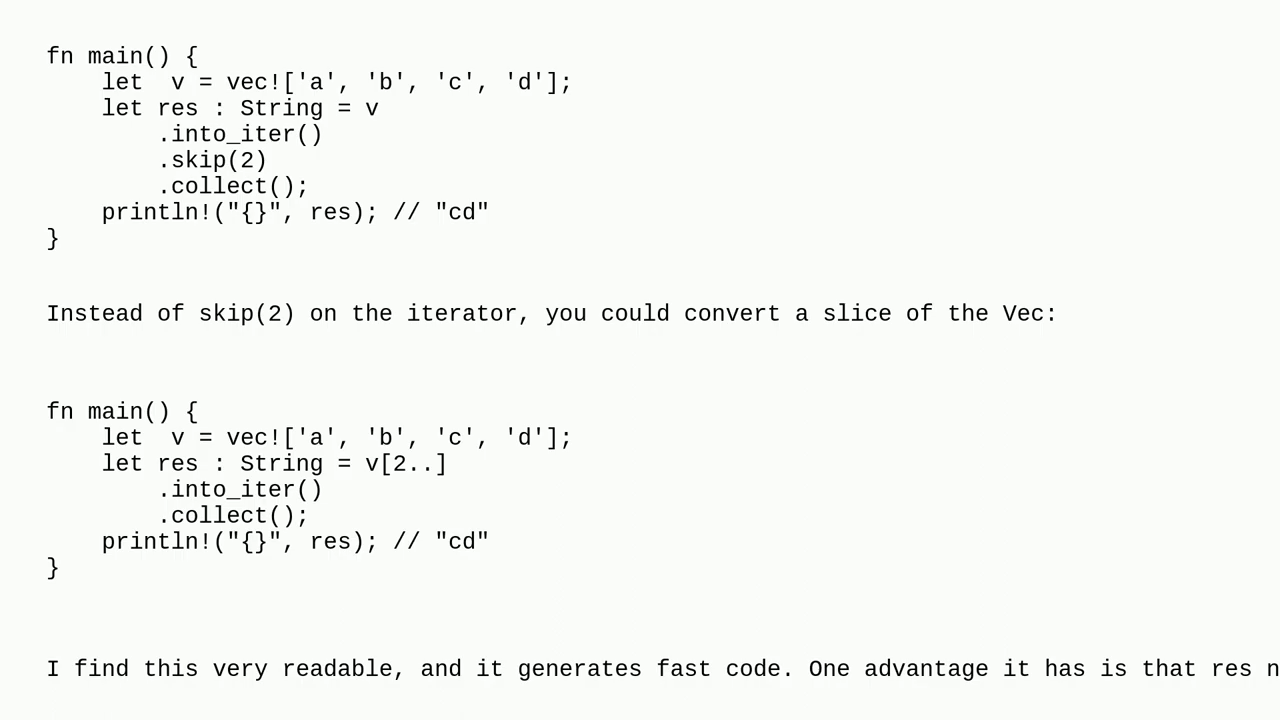 fn main() {
    let  v = vec!['a', 'b', 'c', 'd'];
    let res : String = v
        .into_iter()
        .skip(2)
        .collect();
    println!("{}", res); // "cd"
}
Instead of skip(2) on the iterator, you could convert a slice of the Vec:
fn main() {
    let  v = vec!['a', 'b', 'c', 'd'];
    let res : String = v[2..]
        .into_iter()
        .collect();
    println!("{}", res); // "cd"
}
I find this very readable, and it generates fast code. One advantage it has is that res